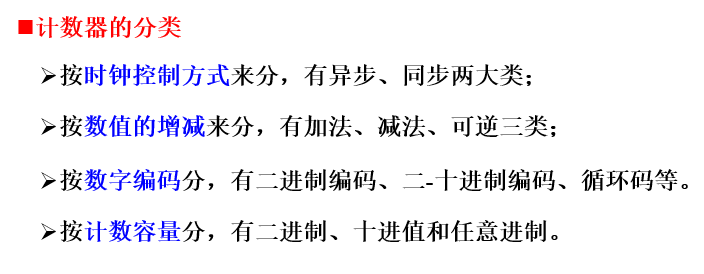 ■计数器的分类
➢按时钟控制方式来分，有异步、同步两大类；
➢按数值的增减来分，有加法、减法、可逆三类；
➢按数字编码分，有二进制编码、二-十进制编码、循环码等。
➢按计数容量分，有二进制、十进值和任意进制。